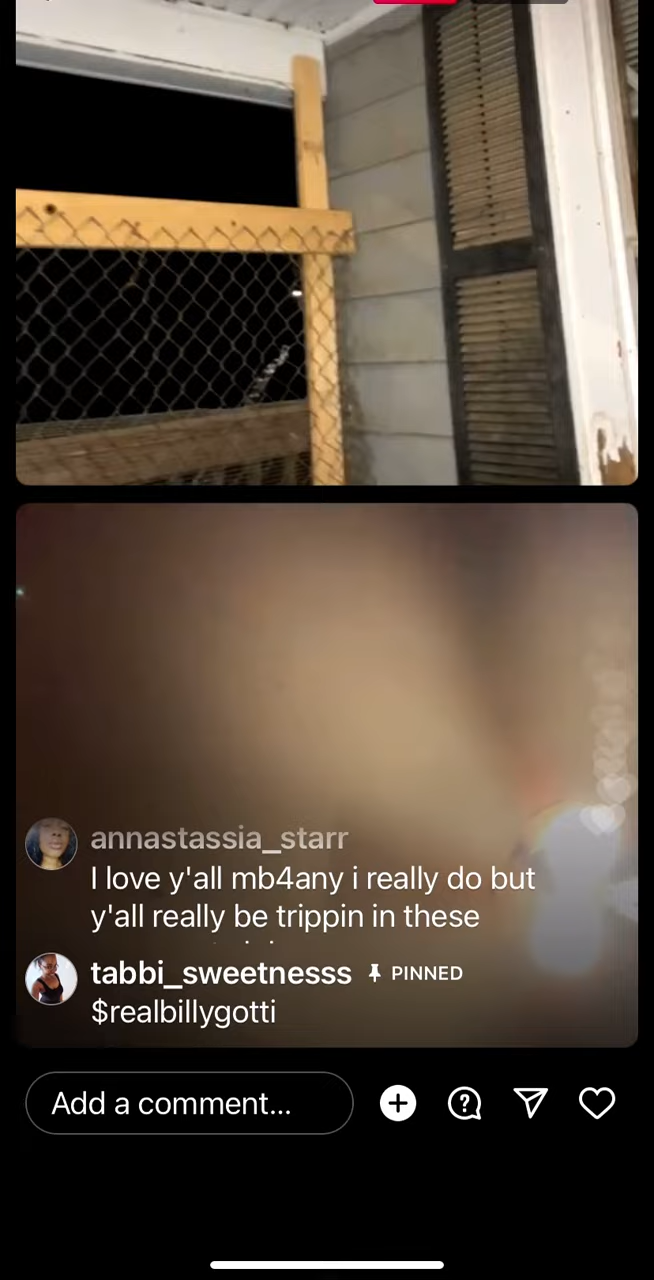 annastassia_starr
I love y'all mb4any i really do but
y'all really be trippin in these
tabbi_sweetnesss PINNED
$realbillygotti
Add a comment...